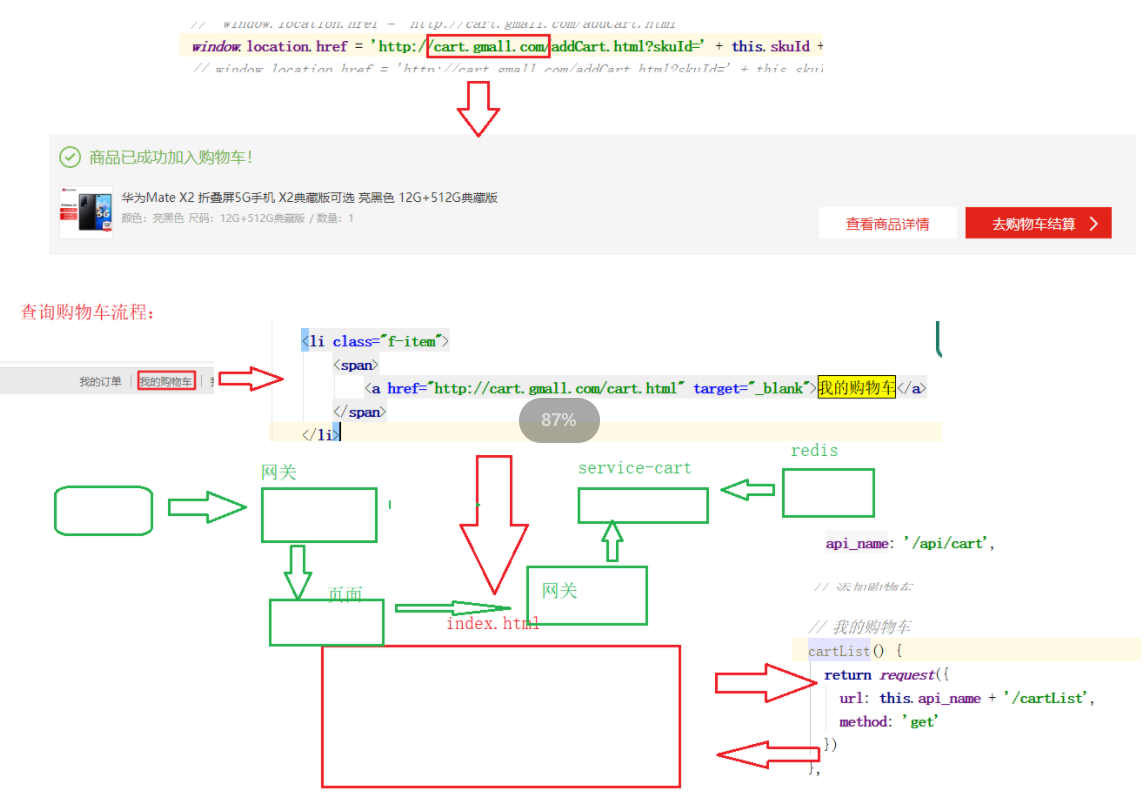 // window.location.href = 'http://cart.gmall.com/addCart.html
window.location.href = 'http://cart.gmall.com/addCart.html?skuId=' + this.skuId +
// window.location.href = 'http://cart.gmall.com/addCart.html?skuId=' + this.sku
商品已成功加入购物车!
华为Mate X2 折叠屏5G手机 X2典藏版可选 亮黑色 12G+512G典藏版
颜色: 亮黑色 尺码: 12G+512G典藏版 / 数量: 1
查看商品详情
去购物车结算
查询购物车流程:
<li class="f-item">
<span>
我的订单 | 我的购物车 |
<a href="http://cart.gmall.com/cart.html" target="_blank">我的购物车</a>
</span>
87%
</li>
redis
网关
service-cart
api_name: '/api/cart',
网关
页面
// 添加购物车
index.html
// 我的购物车
cartList() {
return request({
url: this.api_name + '/cartList',
method: 'get'
})
},